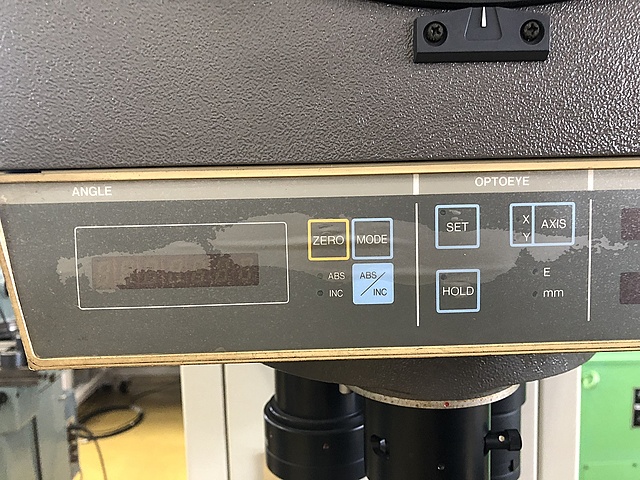 ANGLE
ZERO
MODE
ABS
INC
ABS/INC
OPTOEYE
SET
X
Y
AXIS
HOLD
E
mm